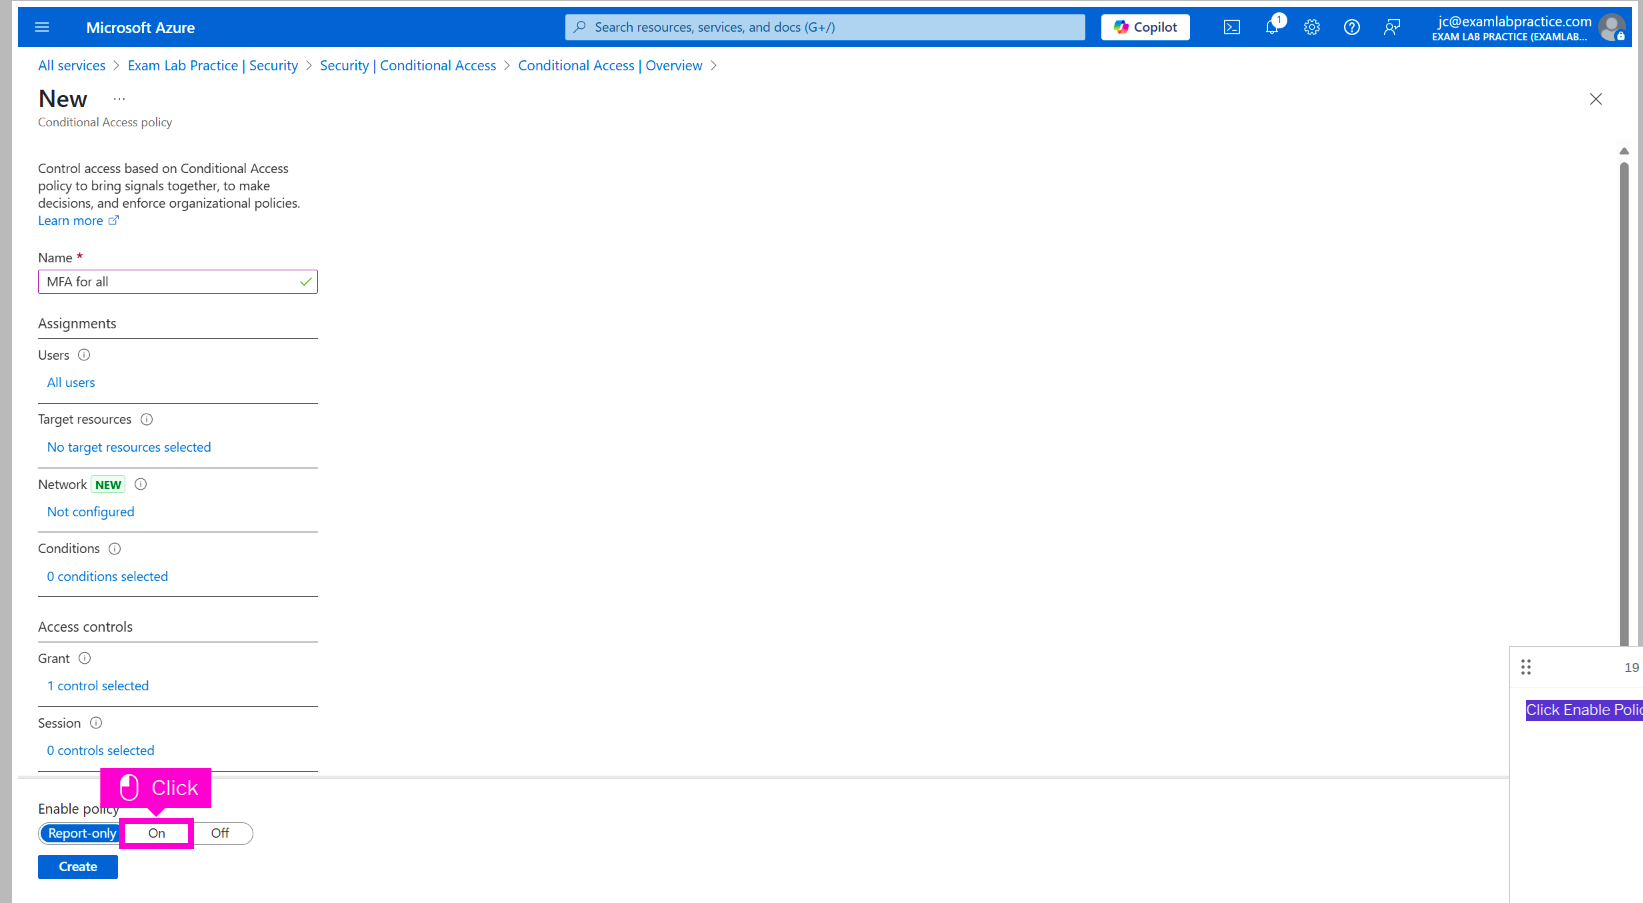 Microsoft Azure
Search resources, services, and docs (G+/)
Copilot
1
jc@examlabpractice.com
EXAM LAB PRACTICE (EXAMLAB...
All services > Exam Lab Practice | Security > Security | Conditional Access > Conditional Access | Overview >
New ...
Conditional Access policy
Control access based on Conditional Access
policy to bring signals together, to make
decisions, and enforce organizational policies.
Learn more
Name *
MFA for all
Assignments
Users
All users
Target resources
No target resources selected
Network NEW
Not configured
Conditions
0 conditions selected
Access controls
Grant
1 control selected
Session
0 controls selected
Click
Enable policy
Report-only On Off
Create
19
Click Enable Polic